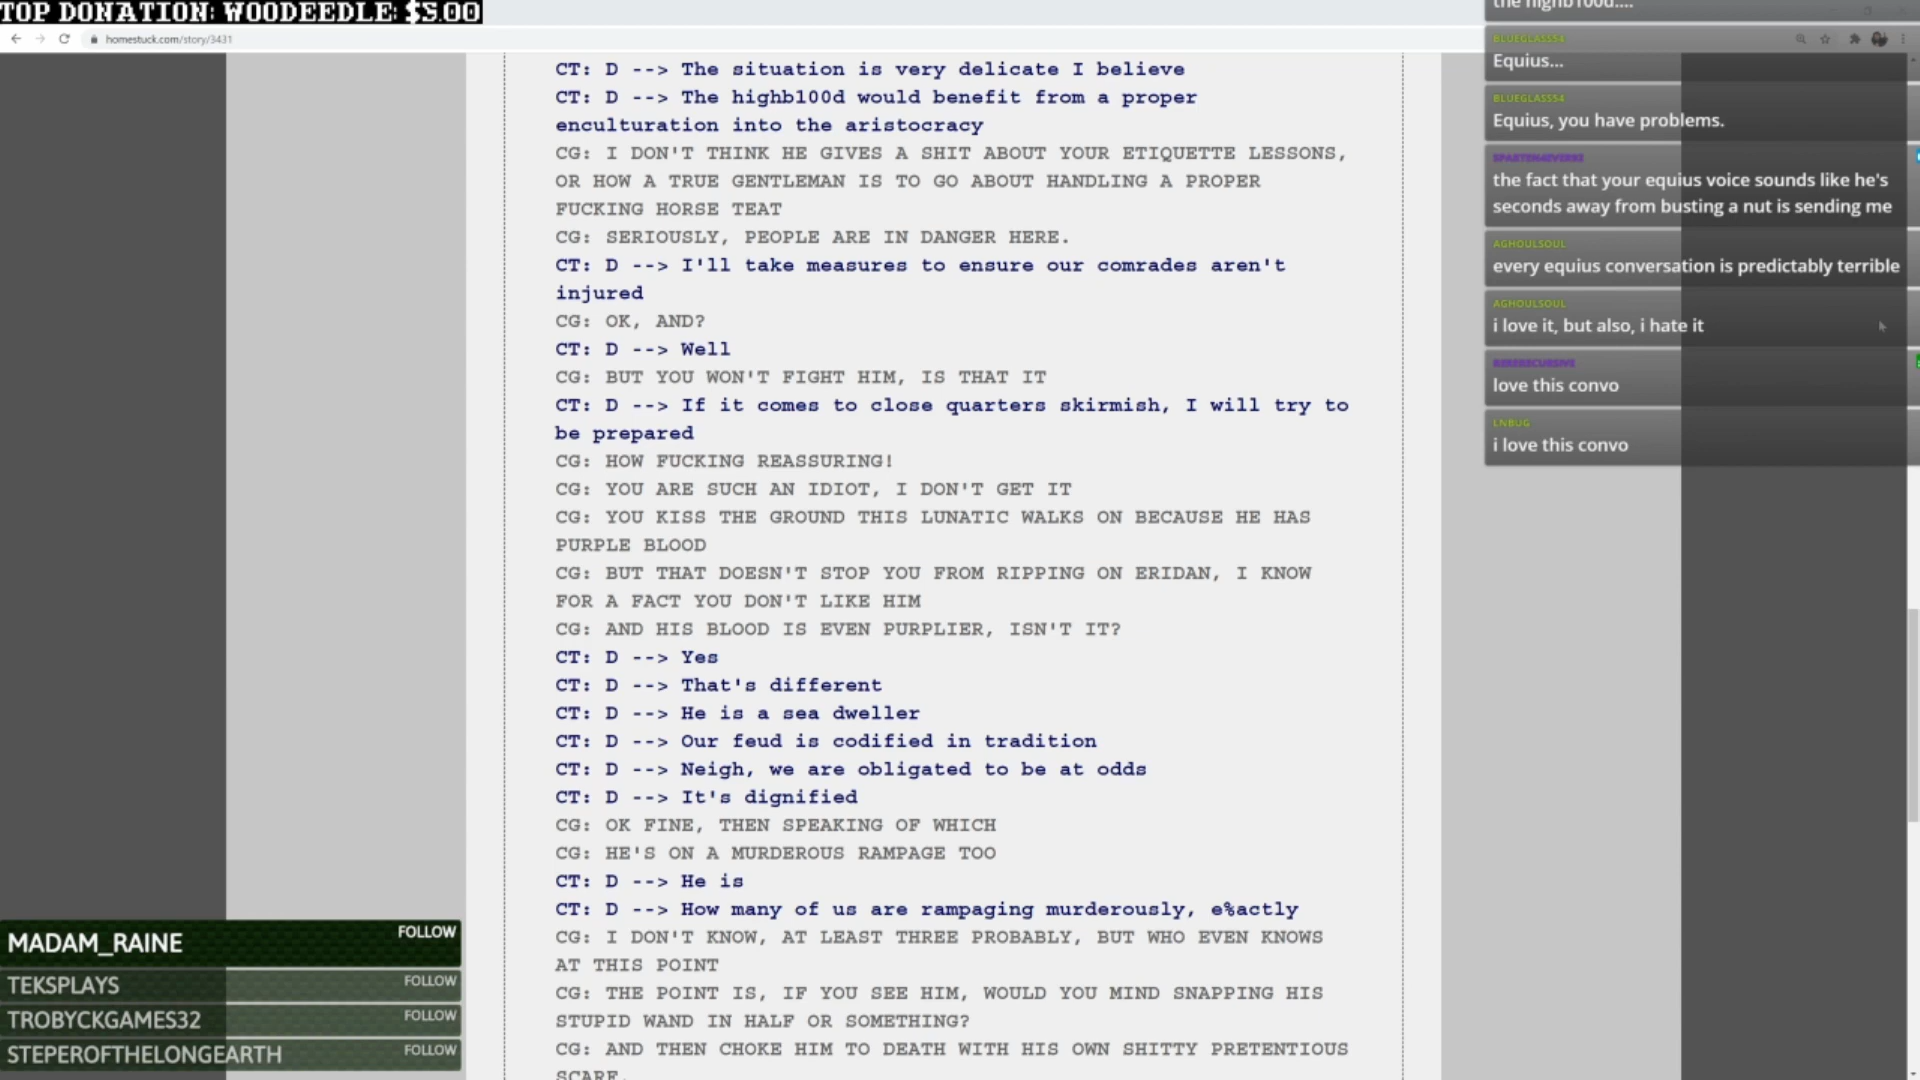 TOP DONATION: WOODEEDLE: $5.00
homestuck.com/story/3431
CT: D --> The situation is very delicate I believe
CT: D --> The highb100d would benefit from a proper
enculturation into the aristocracy
CG: I DON'T THINK HE GIVES A SHIT ABOUT YOUR ETIQUETTE LESSONS,
OR HOW A TRUE GENTLEMAN IS TO GO ABOUT HANDLING A PROPER
FUCKING HORSE TEAT
CG: SERIOUSLY, PEOPLE ARE IN DANGER HERE.
CT: D --> I'll take measures to ensure our comrades aren't
injured
CG: OK, AND?
CT: D --> Well
CG: BUT YOU WON'T FIGHT HIM, IS THAT IT
CT: D --> If it comes to close quarters skirmish, I will try to
be prepared
CG: HOW FUCKING REASSURING!
CG: YOU ARE SUCH AN IDIOT, I DON'T GET IT
CG: YOU KISS THE GROUND THIS LUNATIC WALKS ON BECAUSE HE HAS
PURPLE BLOOD
CG: BUT THAT DOESN'T STOP YOU FROM RIPPING ON ERIDAN, I KNOW
FOR A FACT YOU DON'T LIKE HIM
CG: AND HIS BLOOD IS EVEN PURPLIER, ISN'T IT?
CT: D --> Yes
CT: D --> That's different
CT: D --> He is a sea dweller
CT: D --> Our feud is codified in tradition
CT: D --> Neigh, we are obligated to be at odds
CT: D --> It's dignified
CG: OK FINE, THEN SPEAKING OF WHICH
CG: HE'S ON A MURDEROUS RAMPAGE TOO
CT: D --> He is
CT: D --> How many of us are rampaging murderously, e%actly
CG: I DON'T KNOW, AT LEAST THREE PROBABLY, BUT WHO EVEN KNOWS
AT THIS POINT
CG: THE POINT IS, IF YOU SEE HIM, WOULD YOU MIND SNAPPING HIS
STUPID WAND IN HALF OR SOMETHING?
CG: AND THEN CHOKE HIM TO DEATH WITH HIS OWN SHITTY PRETENTIOUS
SCARF.
the highb100d....
BLUEGLASS54
Equius...
BLUEGLASS54
Equius, you have problems.
the fact that your equius voice sounds like he's
seconds away from busting a nut is sending me
AGHOULSOUL
every equius conversation is predictably terrible
AGHOULSOUL
i love it, but also, i hate it
love this convo
LNBUG
i love this convo
MADAM_RAINE FOLLOW
TEKSPLAYS FOLLOW
TROBYCKGAMES32 FOLLOW
STEPEROFTHELONGEARTH FOLLOW